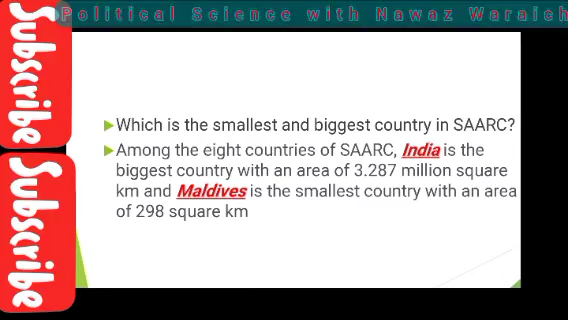 Political Science with Nawaz Waraich
Subscribe
Subscribe
Which is the smallest and biggest country in SAARC?
Among the eight countries of SAARC, India is the
biggest country with an area of 3.287 million square
km and Maldives is the smallest country with an area
of 298 square km